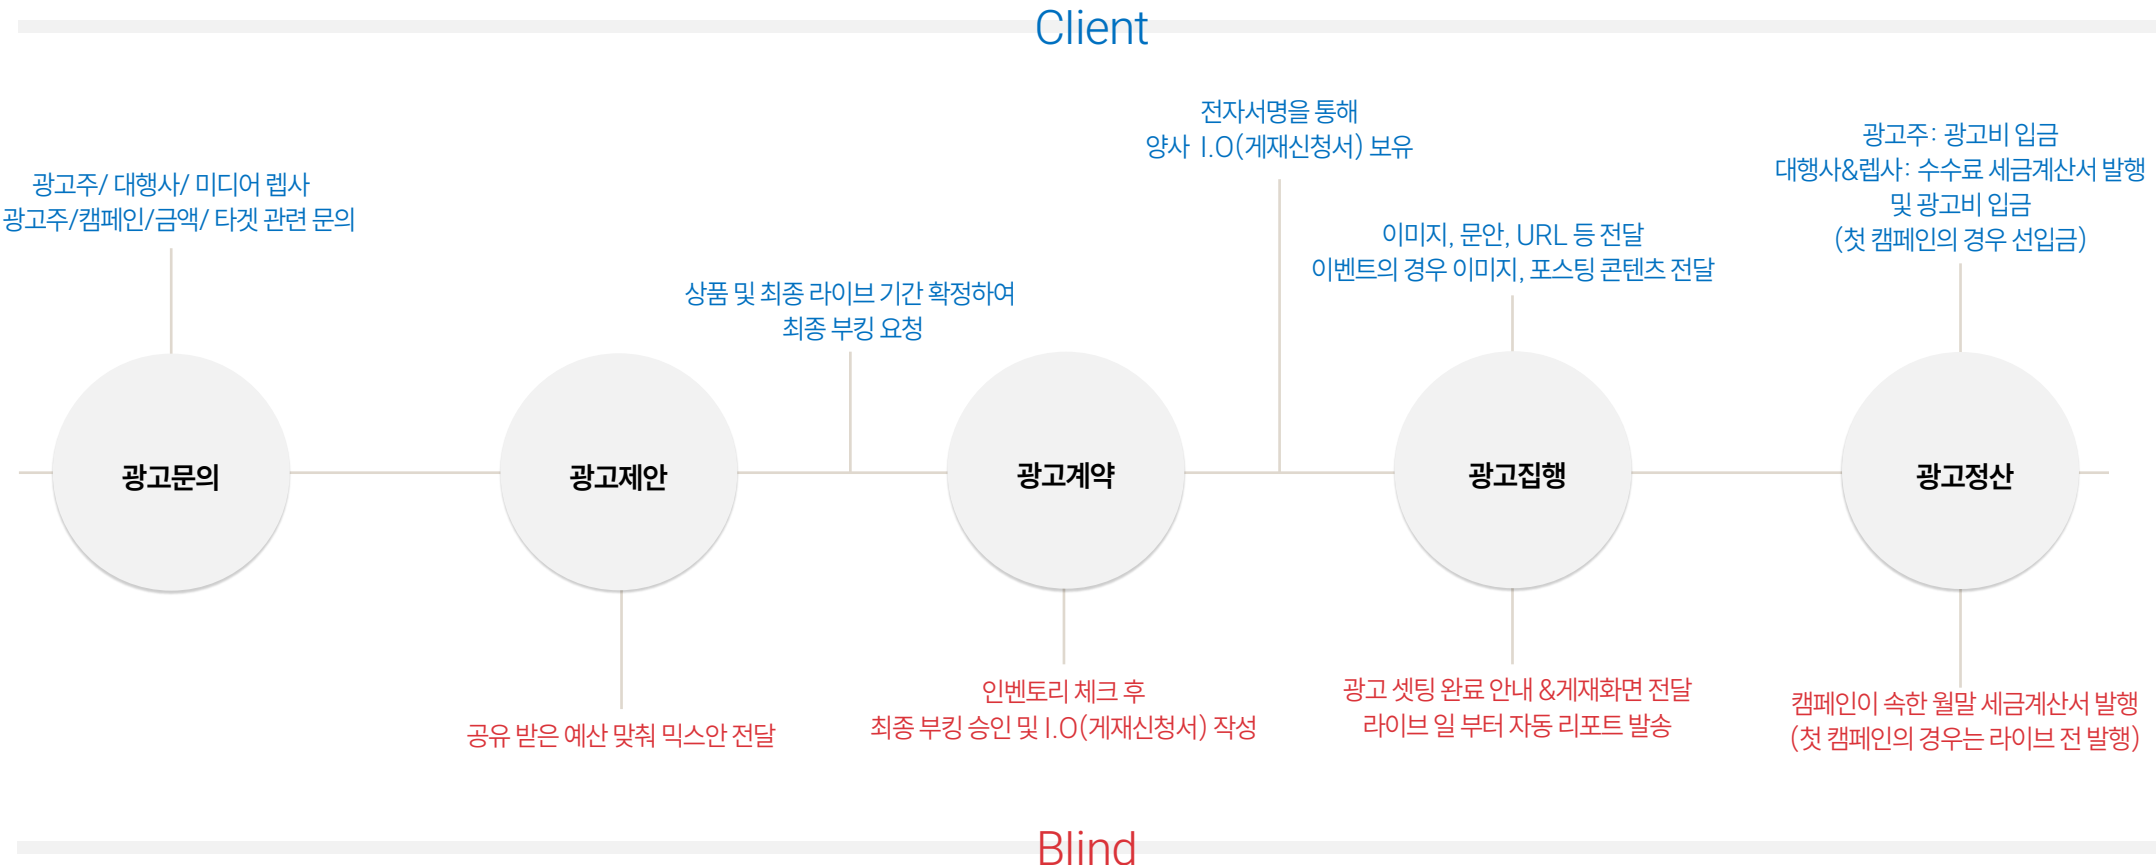 Client
광고주/ 대행사/ 미디어 렙사
광고주/캠페인/금액/ 타겟 관련 문의
상품 및 최종 라이브 기간 확정하여
최종 부킹 요청
전자서명을 통해
양사 I.O(게재신청서) 보유
이미지, 문안, URL 등 전달
이벤트의 경우 이미지, 포스팅 콘텐츠 전달
광고주: 광고비 입금
대행사&렙사: 수수료 세금계산서 발행
및 광고비 입금
(첫 캠페인의 경우 선입금)
광고문의
광고제안
광고계약
광고집행
광고정산
공유 받은 예산 맞춰 믹스안 전달
인벤토리 체크 후
최종 부킹 승인 및 I.O(게재신청서) 작성
광고 셋팅 완료 안내 &게재화면 전달
라이브 일 부터 자동 리포트 발송
캠페인이 속한 월말 세금계산서 발행
(첫 캠페인의 경우는 라이브 전 발행)
Blind